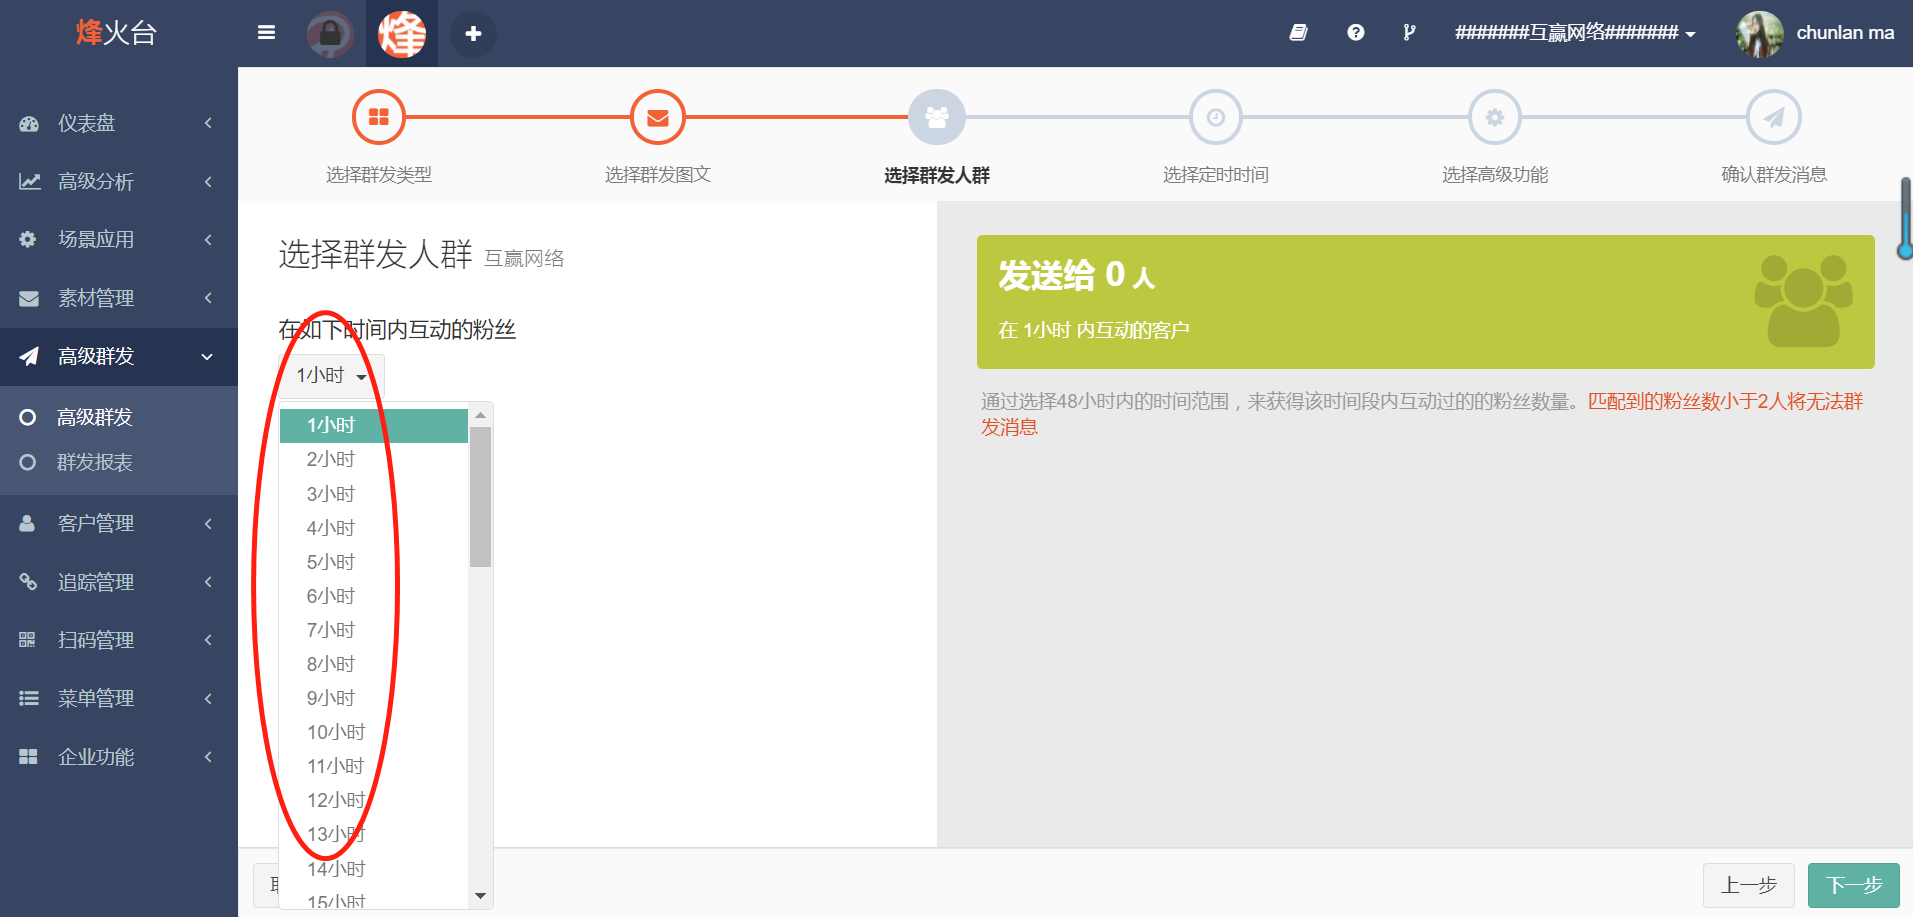 烽火台
烽
#######互赢网络#######
chunlan ma
仪表盘
高级分析
场景应用
素材管理
高级群发
高级群发
群发报表
客户管理
追踪管理
扫码管理
菜单管理
企业功能
选择群发类型
选择群发图文
选择群发人群
选择定时时间
选择高级功能
确认群发消息
选择群发人群 互赢网络
在如下时间内互动的粉丝
1小时
1小时
2小时
3小时
4小时
5小时
6小时
7小时
8小时
9小时
10小时
11小时
12小时
13小时
14小时
15小时
发送给 0 人
在 1小时 内互动的客户
通过选择48小时内的时间范围，来获得该时间段内互动过的的粉丝数量。匹配到的粉丝数小于2人将无法群
发消息
上一步
下一步